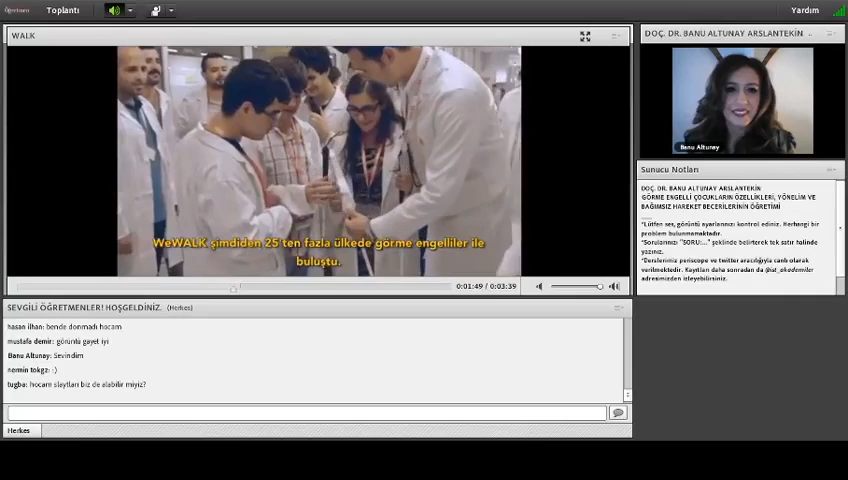 öğretmen
Toplantı
Yardım
WALK
DOÇ. DR. BANU ALTUNAY ARSLANTEKİN ..
Banu Altunay
WeWALK şimdiden 25'ten fazla ülkede görme engelliler ile
buluştu.
0:01:49 / 0:03:39
Sunucu Notları
DOÇ. DR. BANU ALTUNAY ARSLANTEKİN
GÖRME ENGELLİ ÇOCUKLARIN ÖZELLİKLERİ, YÖNELİM VE
BAĞIMSIZ HAREKET BECERİLERİNİN ÖĞRETİMİ
.....
*Lütfen ses, görüntü ayarlarınızı kontrol ediniz. Herhangi bir
problem bulunmamaktadır.
*Sorularınızı "SORU:..." şeklinde belirterek tek satır halinde
yazınız.
*Derslerimiz periscope ve twitter aracılığıyla canlı olarak
verilmektedir. Kayıtları daha sonradan da @ist_akademiler
adresimizden izleyebilirsiniz.
SEVGİLİ ÖĞRETMENLER! HOŞGELDİNİZ. (Herkes)
hasan ilhan: bende donmadı hocam
mustafa demir: görüntü gayet iyi
Banu Altunay: Sevindim
nermin tokgz: :)
tugba: hocam slaytları biz de alabilir miyiz?
Herkes